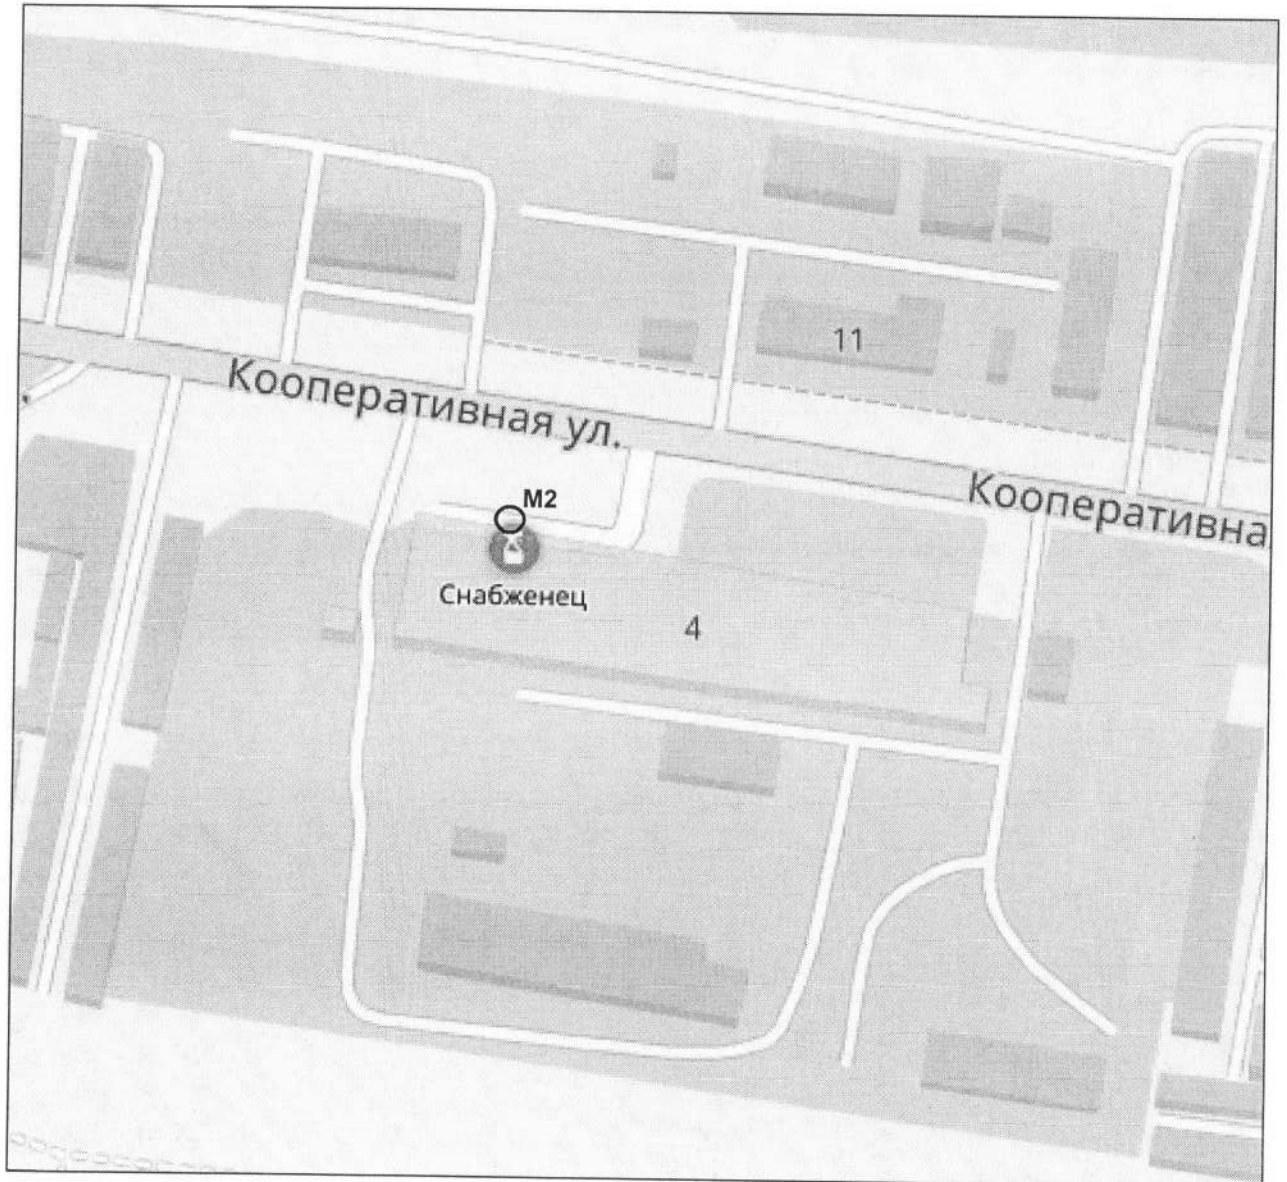 11
Кооперативная ул.
Кооперативна
М2
Снабженец
4